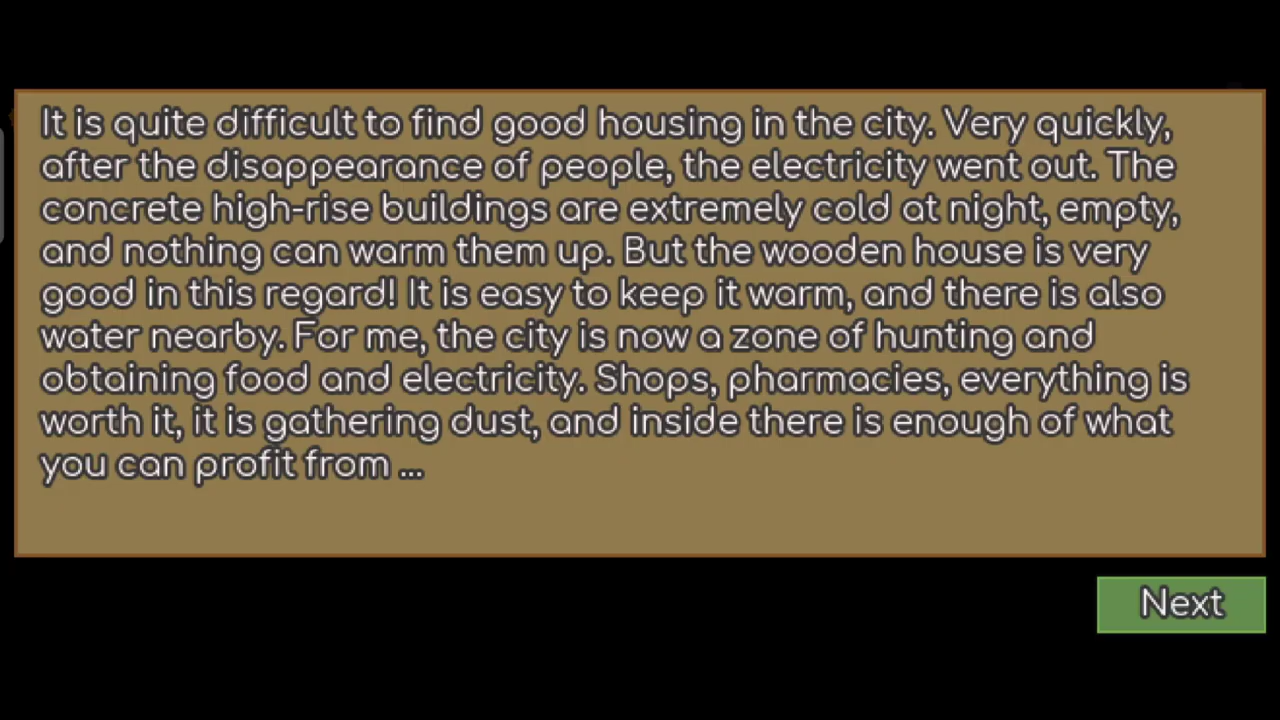 It is quite difficult to find good housing in the city. Very quickly,
after the disappearance of people, the electricity went out. The
concrete high-rise buildings are extremely cold at night, empty,
and nothing can warm them up. But the wooden house is very
good in this regard! It is easy to keep it warm, and there is also
water nearby. For me, the city is now a zone of hunting and
obtaining food and electricity. Shops, pharmacies, everything is
worth it, it is gathering dust, and inside there is enough of what
you can profit from ...
Next